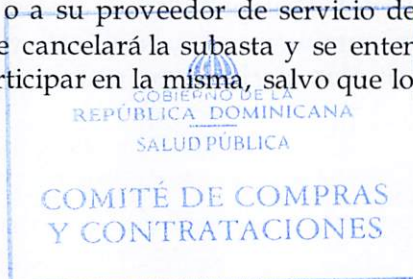 o a su proveedor de servicio de
e cancelará la subasta y se enter
rticipar en la misma, salvo que lo
GOBIERNO DE LA
REPÚBLICA DOMINICANA
SALUD PÚBLICA
COMITÉ DE COMPRAS
Y CONTRATACIONES